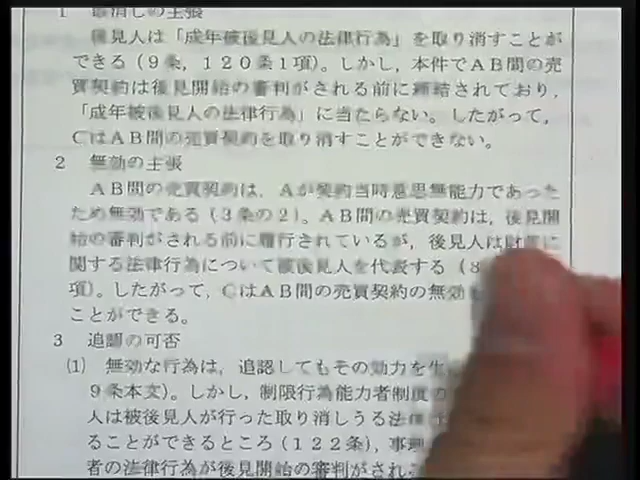 1 取消しの主張
後見人は「成年被後見人の法律行為」を取り消すことが
できる（9条，120条1項）。しかし，本件でAB間の売
買契約は後見開始の審判がされる前に締結されており，
「成年被後見人の法律行為」に当たらない。したがって，
CはAB間の売買契約を取り消すことができない。
2 無効の主張
AB間の売買契約は，Aが契約当時意思無能力であった
ため無効である（3条の2）。AB間の売買契約は，後見開
始の審判がされる前に履行されているが，後見人は財産に
関する法律行為について被後見人を代表する（8
項）。したがって，CはAB間の売買契約の無効
ことができる。
3 追認の可否
(1) 無効な行為は，追認してもその効力を生
9条本文）。しかし，制限行為能力者制度の
人は被後見人が行った取り消しうる法律
ることができるところ（122条），事理
者の法律行為が後見開始の審判がされ